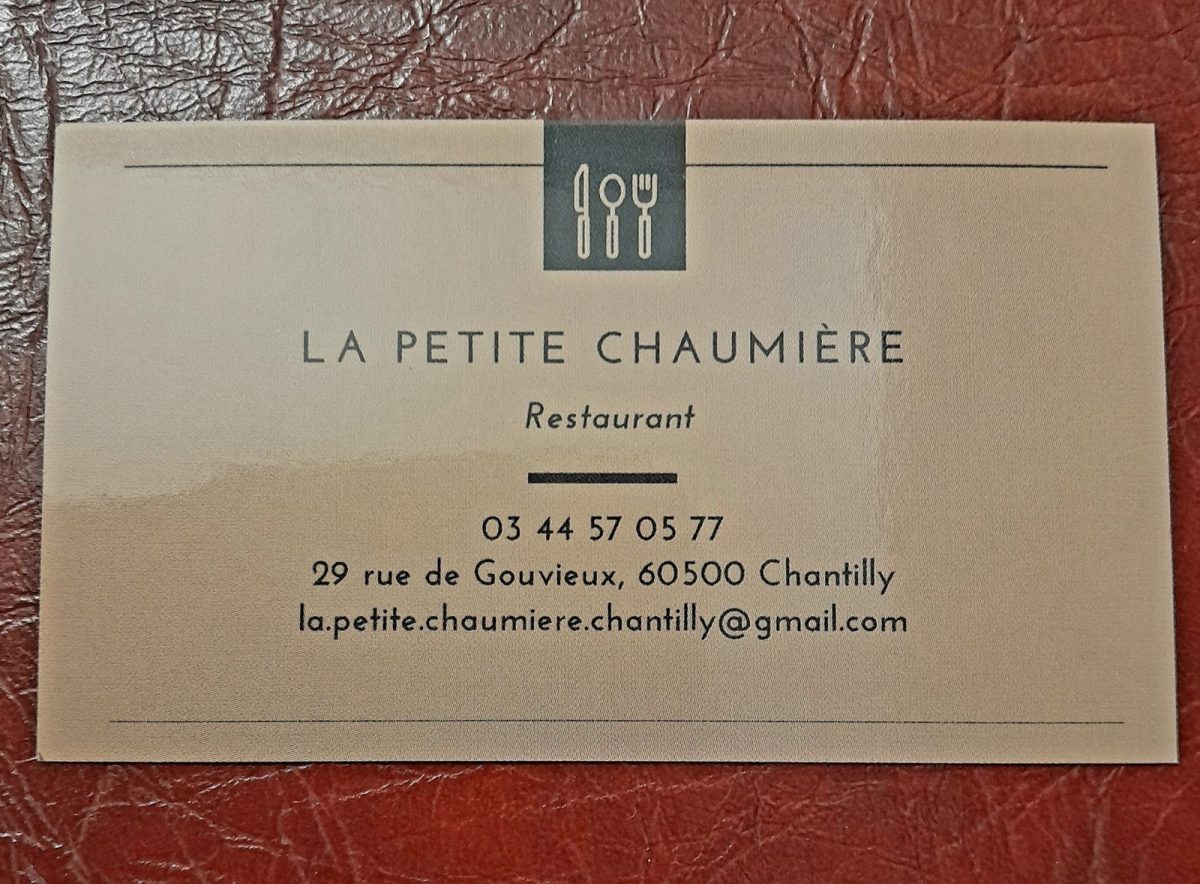 LA PETITE CHAUMIÈRE
Restaurant
03 44 57 05 77
29 rue de Gouvieux, 60500 Chantilly
la.petite.chaumiere.chantilly@gmail.com